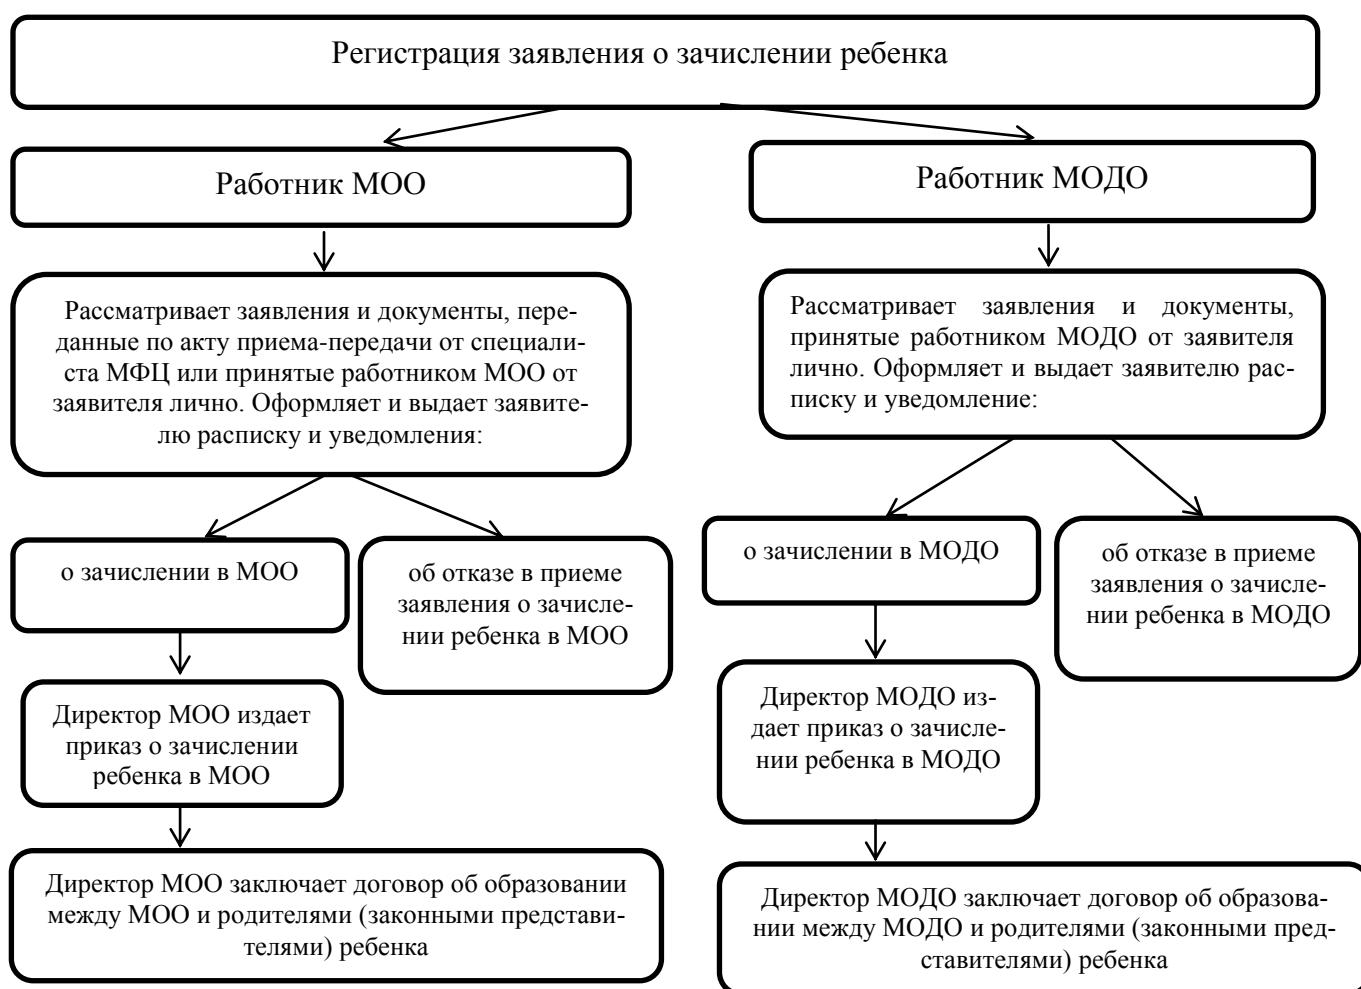 Регистрация заявления о зачислении ребенка
Работник МОО
Работник МОДО
Рассматривает заявления и документы, пере-
данные по акту приема-передачи от специали-
ста МФЦ или принятые работником МОО от
заявителя лично. Оформляет и выдает заявите-
лю расписку и уведомления:
Рассматривает заявления и документы,
принятые работником МОДО от заявителя
лично. Оформляет и выдает заявителю рас-
писку и уведомление:
о зачислении в МОО
об отказе в приеме
заявления о зачисле-
нии ребенка в МОО
о зачислении в МОДО
об отказе в приеме
заявления о зачисле-
нии ребенка в МОДО
Директор МОО издает
приказ о зачислении
ребенка в МОО
Директор МОДО из-
дает приказ о зачисле-
нии ребенка в МОДО
Директор МОО заключает договор об образовании
между МОО и родителями (законными представи-
телями) ребенка
Директор МОДО заключает договор об образова-
нии между МОДО и родителями (законными пред-
ставителями) ребенка